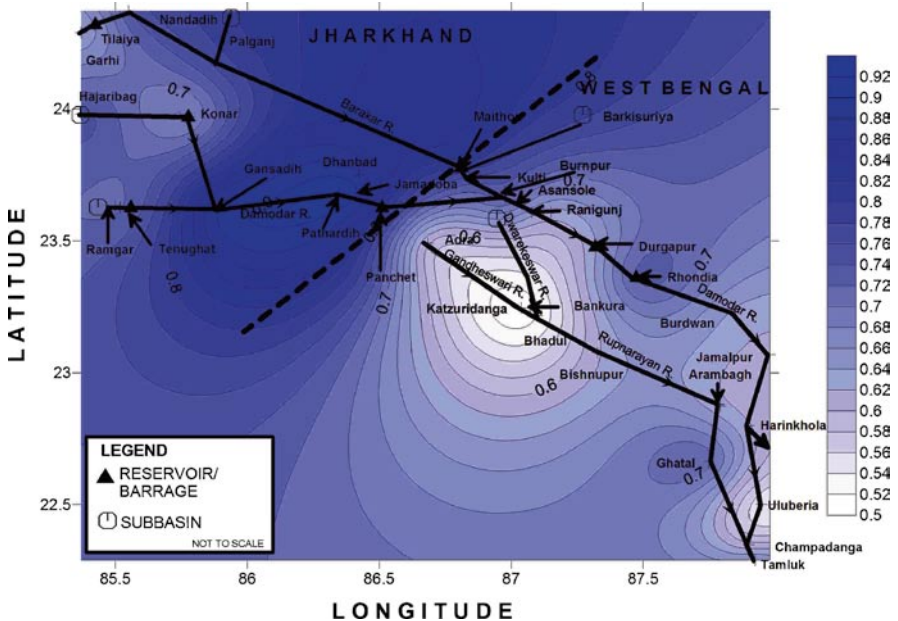 Nandadih
Tilaiya
Palganj
JHARKHAND
Garhi
0.8
WEST BENGAL
Hajaribag
0.7
Konar
Barakar R.
Maithon
Barkisuriya
Dhanbad
Gansadih
Kulti
Burnpur
0.7
Jamadoba
Asansole
Damodar R.
Ranigunj
Pathardih
Ramgar
Tenughat
Adra
0.6
Dwarekeswar R.
Durgapur
0.7
0.8
Panchet
Gandheswari R.
Rhondia
0.7
Damodar R.
Katzuridanga
Bankura
Burdwan
Bhadul
Rupnarayan R.
Jamalpur
Bishnupur
0.6
Arambagh
Harinkhola
Ghatal
0.7
Uluberia
Champadanga
Tamluk
LEGEND
RESERVOIR/
BARRAGE
SUBBASIN
NOT TO SCALE
LATITUDE
24
23.5
23
22.5
85.5
86
86.5
87
87.5
LONGITUDE
0.92
0.9
0.88
0.86
0.84
0.82
0.8
0.78
0.76
0.74
0.72
0.7
0.68
0.66
0.64
0.62
0.6
0.58
0.56
0.54
0.52
0.5